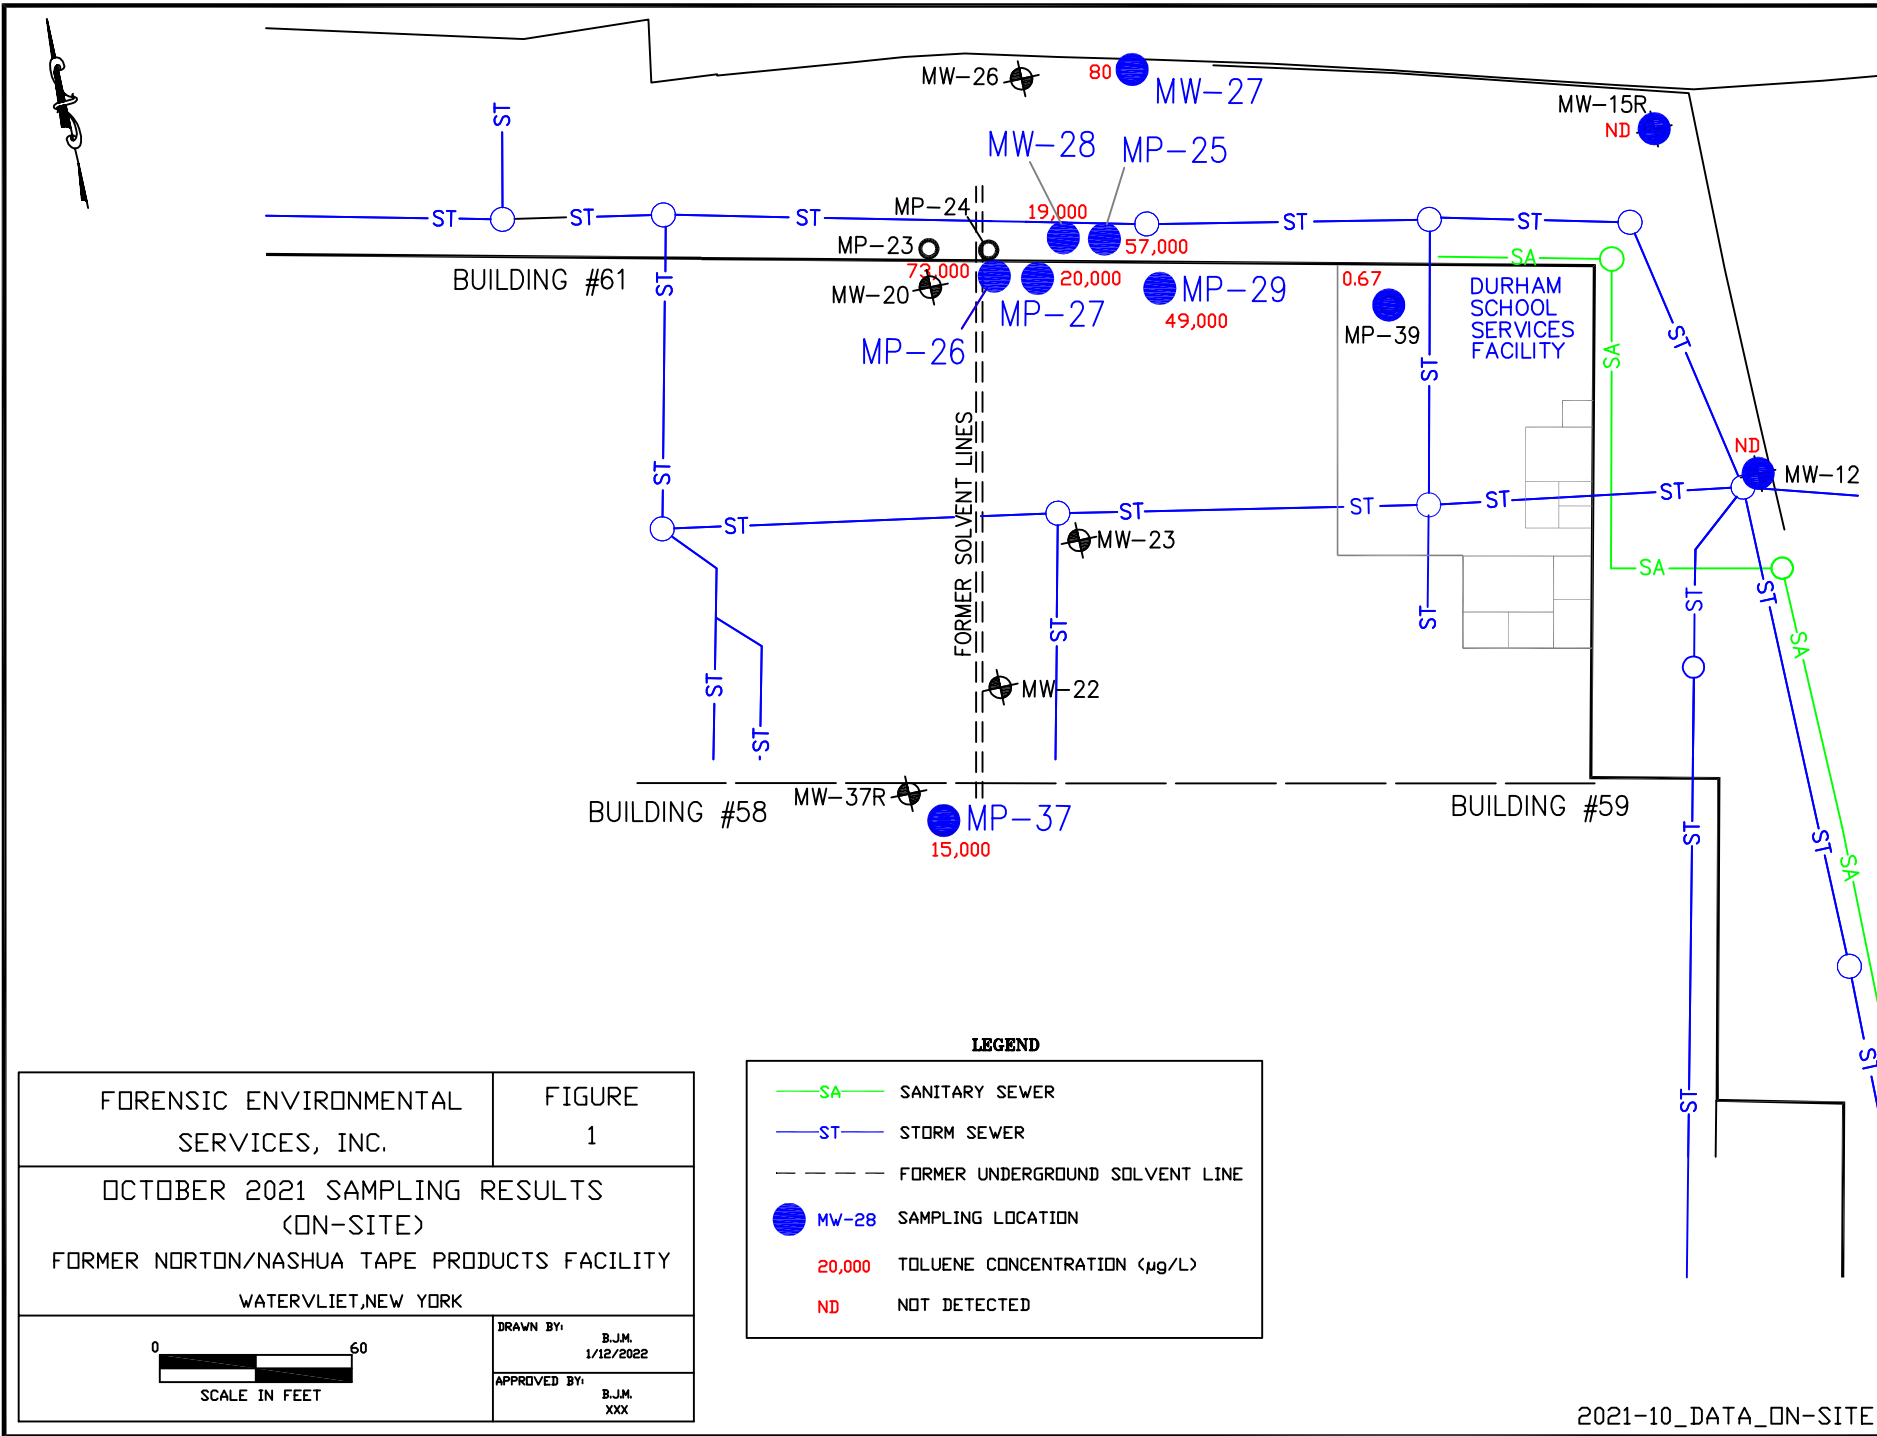 MW-26
80
MW-27
MW-15R
ND
ST
MW-28
MP-25
MP-24
19,000
ST
ST
ST
ST
ST
MP-23
57,000
SA
BUILDING #61
ST
73,000
MW-20
20,000
MP-27
MP-29
49,000
0.67
MP-39
DURHAM
SCHOOL
SERVICES
FACILITY
MP-26
ST
ST
SA
FORMER SOLVENT LINES
ND
MW-12
ST
ST
ST
ST
ST
ST
MW-23
SA
ST
ST
ST
ST
SA
ST
MW-22
ST
MW-37R
BUILDING #58
MP-37
15,000
BUILDING #59
ST
ST
SA
ST
ST
LEGEND
SA SANITARY SEWER
ST STORM SEWER
FORMER UNDERGROUND SOLVENT LINE
MW-28 SAMPLING LOCATION
20,000 TOLUENE CONCENTRATION (µg/L)
ND NOT DETECTED
FORENSIC ENVIRONMENTAL
SERVICES, INC.
FIGURE
1
OCTOBER 2021 SAMPLING RESULTS
(ON-SITE)
FORMER NORTON/NASHUA TAPE PRODUCTS FACILITY
WATERVLIET,NEW YORK
0 60
SCALE IN FEET
DRAWN BY:
B.J.M.
1/12/2022
APPROVED BY:
B.J.M.
XXX
2021-10_DATA_ON-SITE